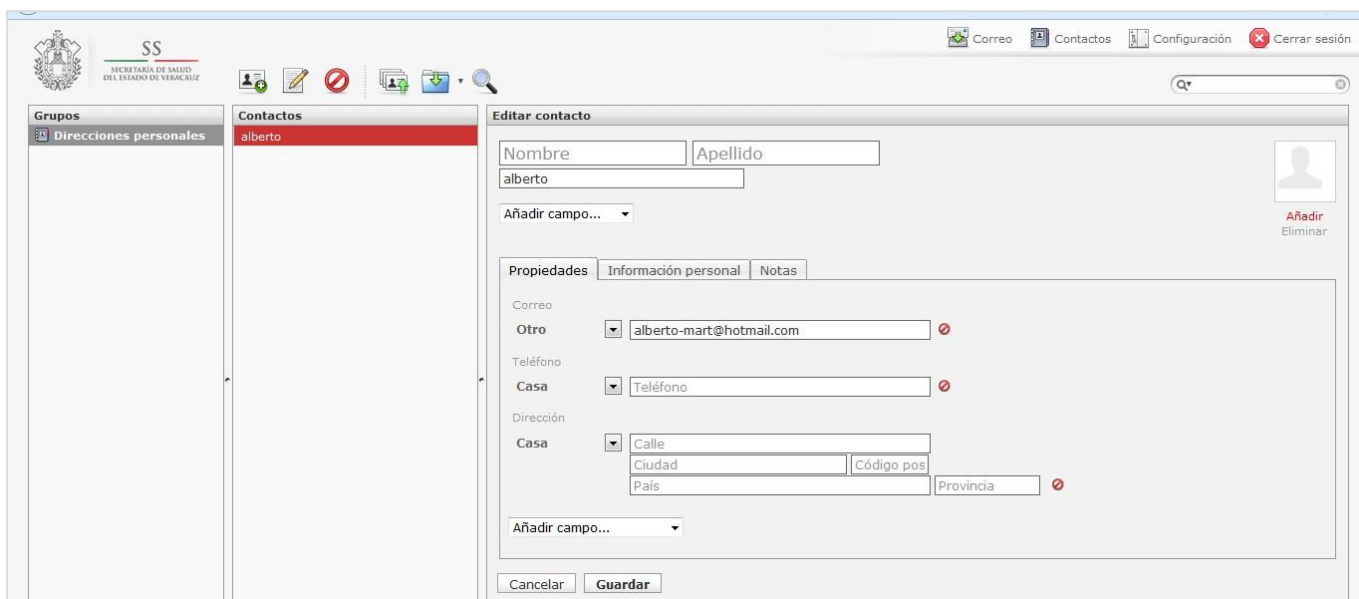 SS
SECRETARÍA DE SALUD
DEL ESTADO DE VERACRUZ
Correo Contactos Configuración Cerrar sesión
Grupos
Direcciones personales
Contactos
alberto
Editar contacto
Nombre Apellido
alberto
Añadir campo...
Añadir
Eliminar
Propiedades Información personal Notas
Correo
Otro alberto-mart@hotmail.com
Teléfono
Casa Teléfono
Dirección
Casa Calle
Ciudad Código pos
País Provincia
Añadir campo...
Cancelar Guardar